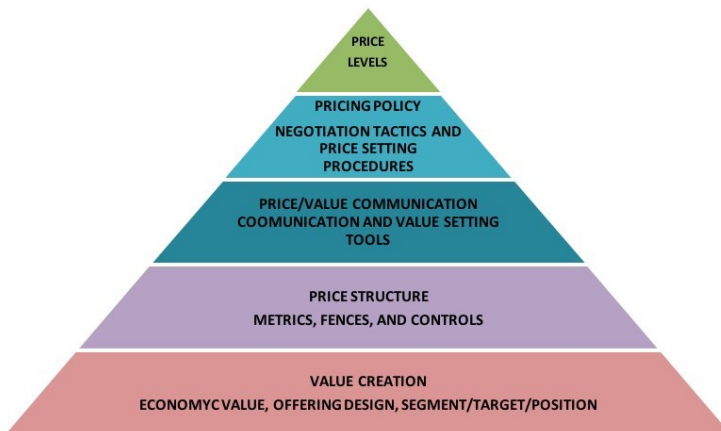 PRICE
LEVELS
PRICING POLICY
NEGOTIATION TACTICS AND
PRICE SETTING
PROCEDURES
PRICE/VALUE COMMUNICATION
COOMUNICATION AND VALUE SETTING
TOOLS
PRICE STRUCTURE
METRICS, FENCES, AND CONTROLS
VALUE CREATION
ECONOMYC VALUE, OFFERING DESIGN, SEGMENT/TARGET/POSITION